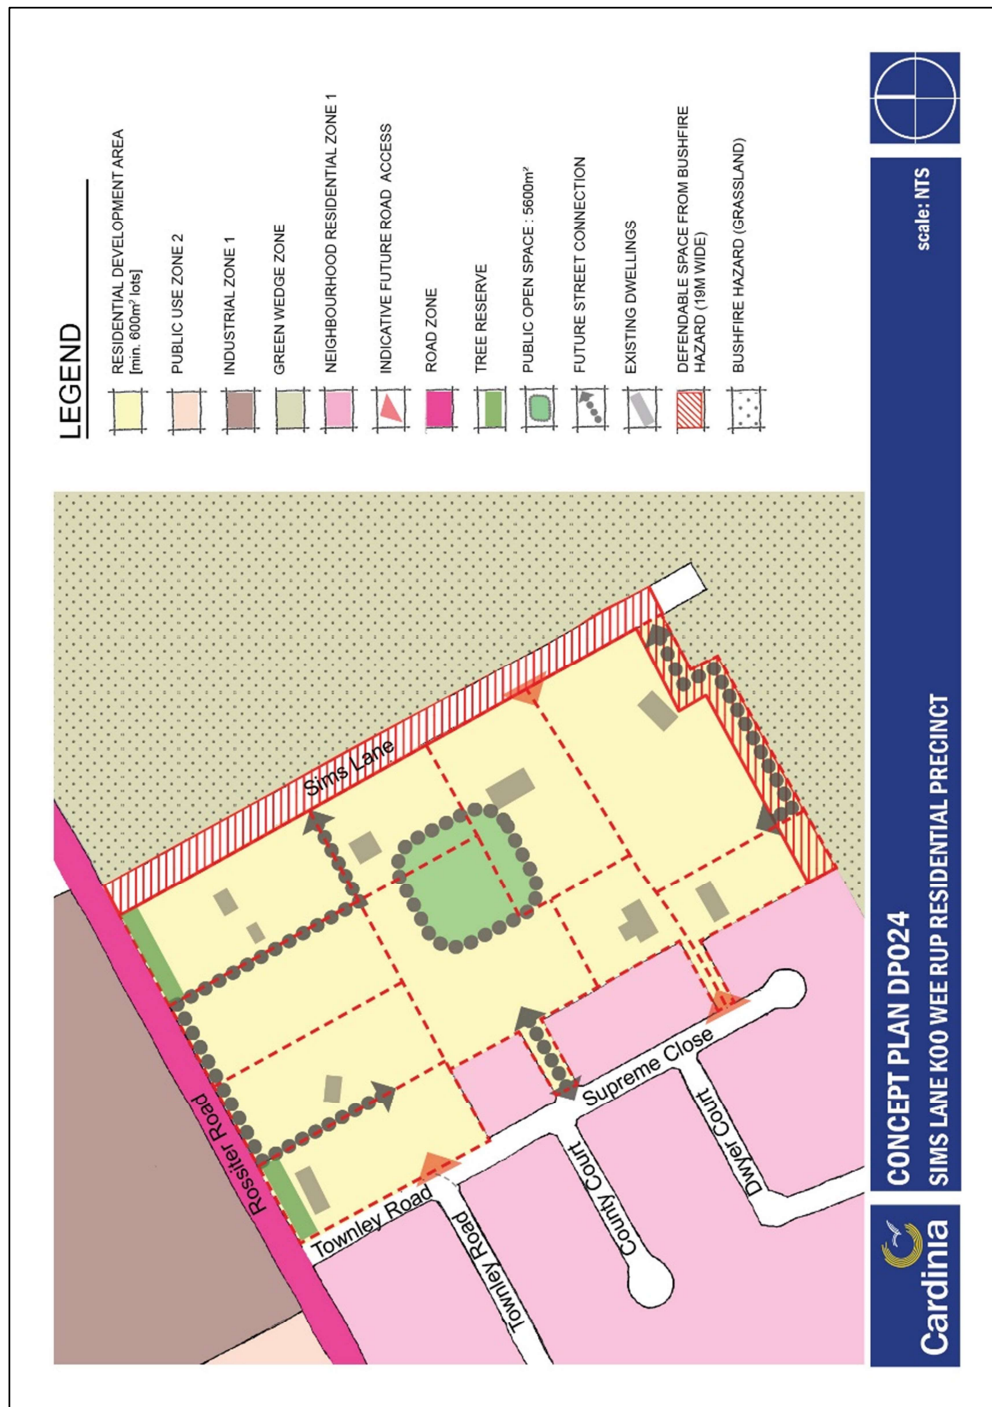 LEGEND
RESIDENTIAL DEVELOPMENT AREA
[min. 600m² lots]
PUBLIC USE ZONE 2
INDUSTRIAL ZONE 1
GREEN WEDGE ZONE
NEIGHBOURHOOD RESIDENTIAL ZONE 1
INDICATIVE FUTURE ROAD ACCESS
ROAD ZONE
TREE RESERVE
PUBLIC OPEN SPACE : 5600m²
FUTURE STREET CONNECTION
EXISTING DWELLINGS
DEFENDABLE SPACE FROM BUSHFIRE
HAZARD (19M WIDE)
BUSHFIRE HAZARD (GRASSLAND)
Rossiter Road
Sims Lane
Townley Road
Townley Road
County Court
Supreme Close
Dwyer Court
Cardinia
CONCEPT PLAN DPO24
SIMS LANE KOO WEE RUP RESIDENTIAL PRECINCT
scale: NTS